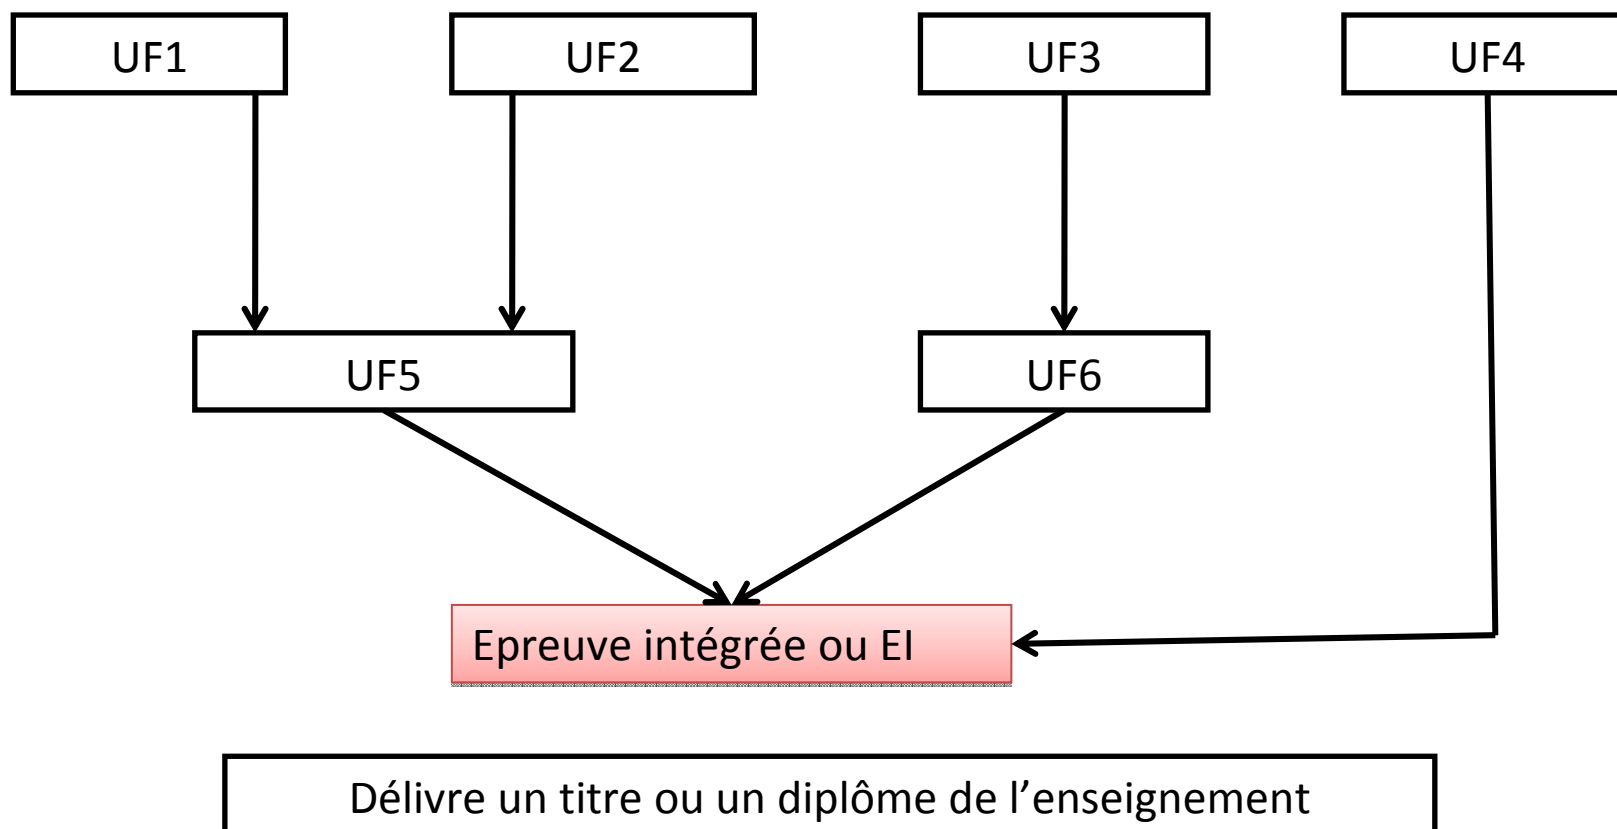 UF1
UF2
UF3
UF4
UF5
UF6
Epreuve intégrée ou EI
Délivre un titre ou un diplôme de l’enseignement